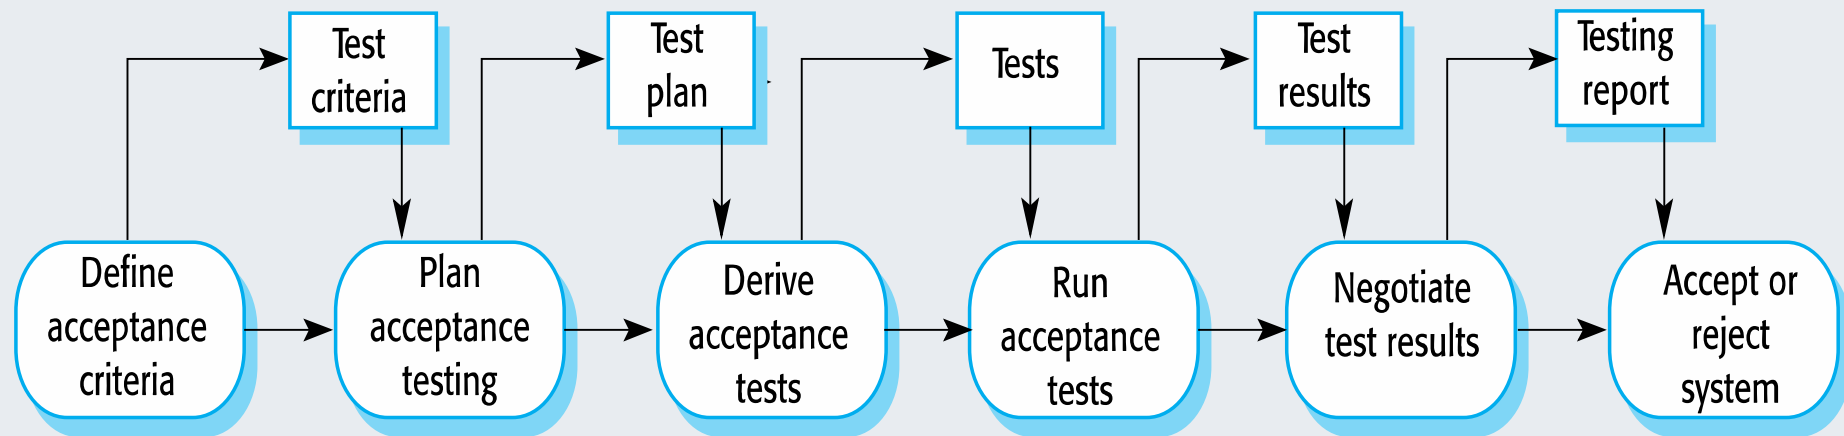 Test
criteria
Test
plan
Tests
Test
results
Testing
report
Define
acceptance
criteria
Plan
acceptance
testing
Derive
acceptance
tests
Run
acceptance
tests
Negotiate
test results
Accept or
reject
system